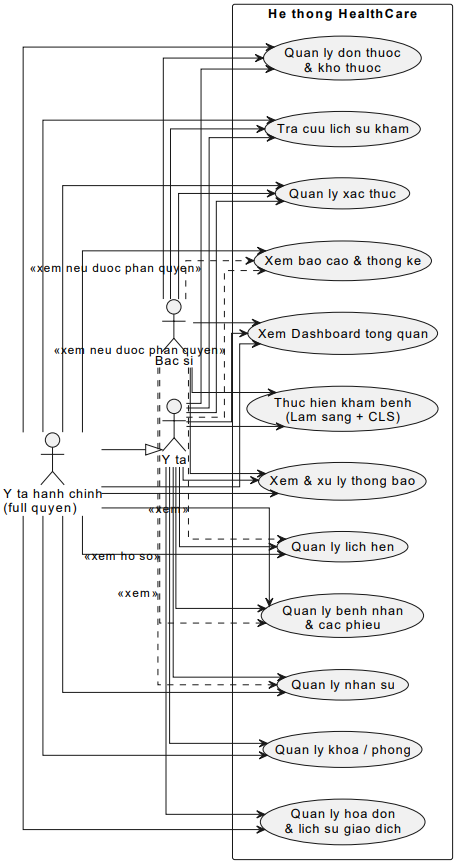 He thong HealthCare
Quan ly don thuoc
& kho thuoc
Tra cuu lich su kham
Quan ly xac thuc
Xem bao cao & thong ke
«xem neu duoc phan quyen»
Xem Dashboard tong quan
«xem neu duoc phan quyen»
Bac si
Thuc hien kham benh
(Lam sang + CLS)
Y ta
Xem & xu ly thong bao
Y ta hanh chinh
(full quyen)
«xem»
Quan ly lich hen
«xem ho so»
«xem»
Quan ly benh nhan
& cac phieu
Quan ly nhan su
Quan ly khoa / phong
Quan ly hoa don
& lich su giao dich